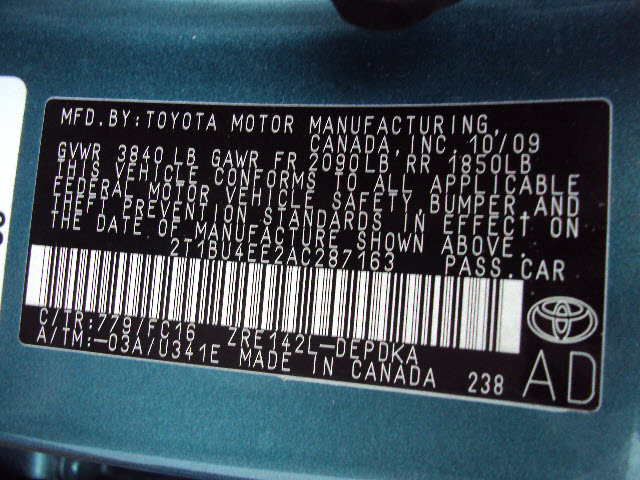 MFD.BY:TOYOTA MOTOR MANUFACTURING,
CANADA, INC. 10/09
GVWR 3840 LB GAWR FR 2090LB RR 1850LB
THIS VEHICLE CONFORMS TO ALL APPLICABLE
FEDERAL MOTOR VEHICLE SAFETY, BUMPER, AND
THEFT PREVENTION STANDARDS IN EFFECT ON
THE DATE OF MANUFACTURE SHOWN ABOVE.
2T1BU4EE2AC287163 PASS.CAR
C/TR:779/FC16 ZRE142L-DEPDKA
A/TM:-03A/U341E MADE IN CANADA 238
AD